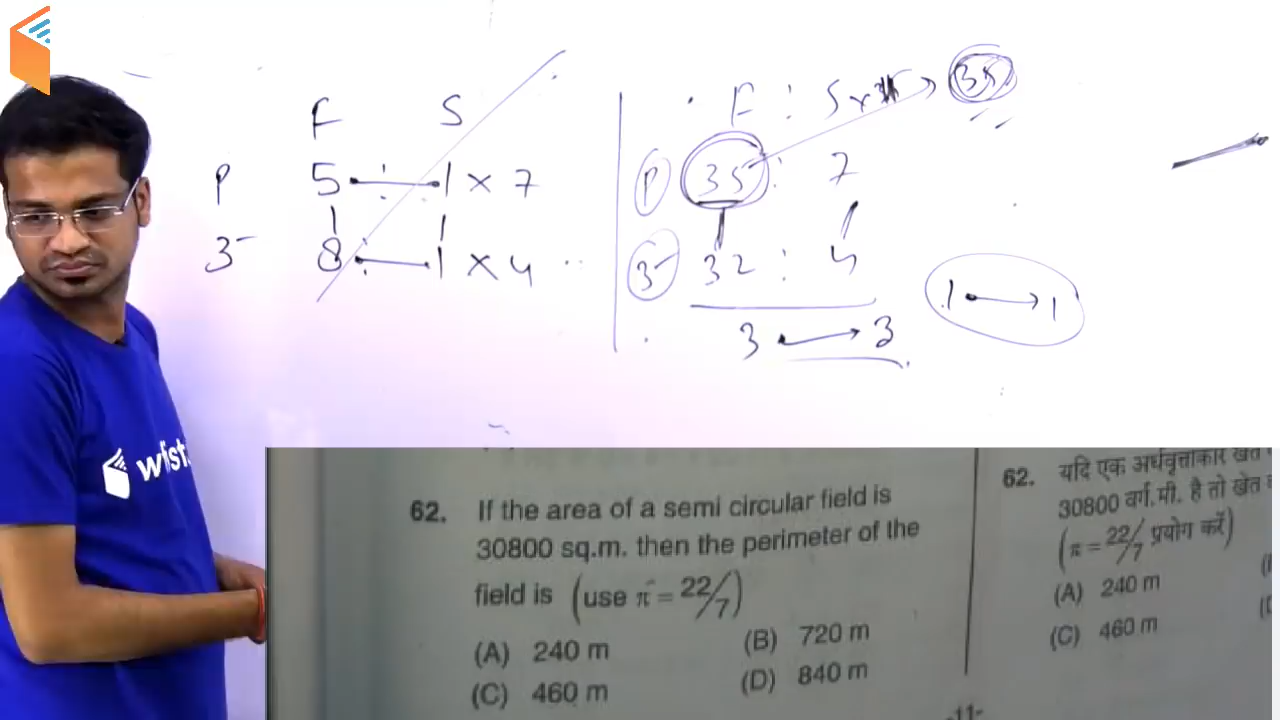 F S
P 5 : 1 × 7
3- 8 : 1 × 4
F : 5 ×
35
P 35 : 7
3- 32 : 4
3 → 3
1 → 1
62. If the area of a semi circular field is
30800 sq.m. then the perimeter of the
field is (use π = 22/7)
(A) 240 m (B) 720 m
(C) 460 m (D) 840 m
62. यदि एक अर्धवृत्ताकार खेत
30800 वर्ग.मी. है तो खेत
(π = 22/7 प्रयोग करें)
(A) 240 m
(C) 460 m
-11-